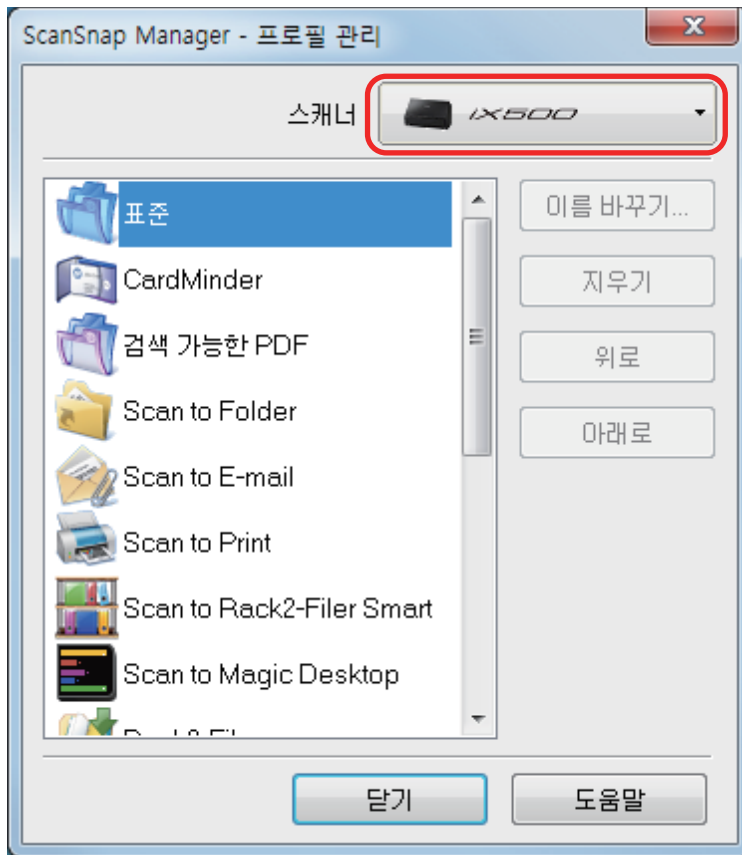 ScanSnap Manager - 프로필 관리
스캐너 iX500
표준
이름 바꾸기...
CardMinder
지우기
검색 가능한 PDF
위로
Scan to Folder
아래로
Scan to E-mail
Scan to Print
Scan to Rack2-Filer Smart
Scan to Magic Desktop
닫기
도움말